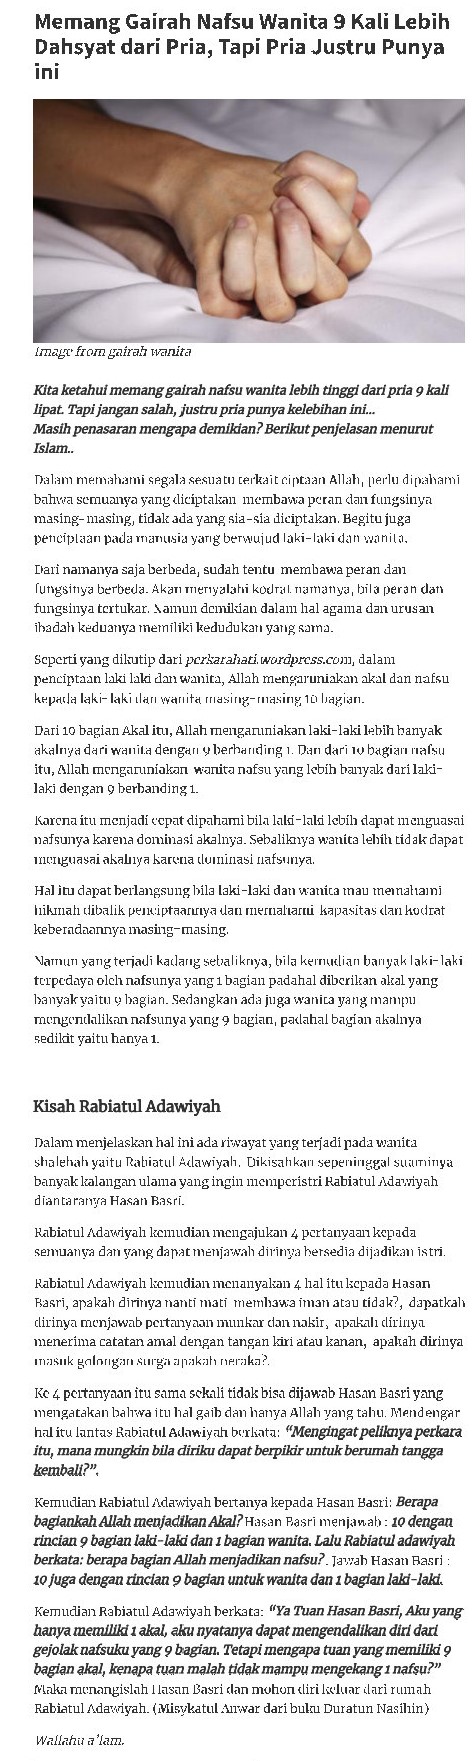 Memang Gairah Nafsu Wanita 9 Kali Lebih
Dahsyat dari Pria, Tapi Pria Justru Punya
ini
Image from gairah wanita
Kita ketahui memang gairah nafsu wanita lebih tinggi dari pria 9 kali
lipat. Tapi jangan salah, justru pria punya kelebihan ini...
Masih penasaran mengapa demikian? Berikut penjelasan menurut
Islam..
Dalam memahami segala sesuatu terkait ciptaan Allah, perlu dipahami
bahwa semuanya yang diciptakan membawa peran dan fungsinya
masing-masing, tidak ada yang sia-sia diciptakan. Begitu juga
penciptaan pada manusia yang berwujud laki-laki dan wanita.
Dari namanya saja berbeda, sudah tentu membawa peran dan
fungsinya berbeda. Akan menyalahi kodrat namanya, bila peran dan
fungsinya tertukar. Namun demikian dalam hal agama dan urusan
ibadah keduanya memiliki kedudukan yang sama.
Seperti yang dikutip dari perkarahati.wordpress.com, dalam
penciptaan laki laki dan wanita, Allah mengaruniakan akal dan nafsu
kepada laki-laki dan wanita masing-masing 10 bagian.
Dari 10 bagian Akal itu, Allah mengaruniakan laki-laki lebih banyak
akalnya dari wanita dengan 9 berbanding 1. Dan dari 10 bagian nafsu
itu, Allah mengaruniakan wanita nafsu yang lebih banyak dari laki-
laki dengan 9 berbanding 1.
Karena itu menjadi cepat dipahami bila laki-laki lebih dapat menguasai
nafsunya karena dominasi akalnya. Sebaliknya wanita lebih tidak dapat
menguasai akalnya karena dominasi nafsunya.
Hal itu dapat berlangsung bila laki-laki dan wanita mau memahami
hikmah dibalik penciptaannya dan memahami kapasitas dan kodrat
keberadaannya masing-masing.
Namun yang terjadi kadang sebaliknya, bila kemudian banyak laki-laki
terpedaya oleh nafsunya yang 1 bagian padahal diberikan akal yang
banyak yaitu 9 bagian. Sedangkan ada juga wanita yang mampu
mengendalikan nafsunya yang 9 bagian, padahal bagian akalnya
sedikit yaitu hanya 1.
Kisah Rabiatul Adawiyah
Dalam menjelaskan hal ini ada riwayat yang terjadi pada wanita
shalehah yaitu Rabiatul Adawiyah. Dikisahkan sepeninggal suaminya
banyak kalangan ulama yang ingin memperistri Rabiatul Adawiyah
diantaranya Hasan Basri.
Rabiatul Adawiyah kemudian mengajukan 4 pertanyaan kepada
semuanya dan yang dapat menjawab dirinya bersedia dijadikan istri.
Rabiatul Adawiyah kemudian menanyakan 4 hal itu kepada Hasan
Basri, apakah dirinya nanti mati membawa iman atau tidak?, dapatkah
dirinya menjawab pertanyaan munkar dan nakir, apakah dirinya
menerima catatan amal dengan tangan kiri atau kanan, apakah dirinya
masuk golongan surga apakah neraka?.
Ke 4 pertanyaan itu sama sekali tidak bisa dijawab Hasan Basri yang
mengatakan bahwa itu hal gaib dan hanya Allah yang tahu. Mendengar
hal itu lantas Rabiatul Adawiyah berkata: “Mengingat peliknya perkara
itu, mana mungkin bila diriku dapat berpikir untuk berumah tangga
kembali?”.
Kemudian Rabiatul Adawiyah bertanya kepada Hasan Basri: Berapa
bagiankah Allah menjadikan Akal? Hasan Basri menjawab : 10 dengan
rincian 9 bagian laki-laki dan 1 bagian wanita. Lalu Rabiatul adawiyah
berkata: berapa bagian Allah menjadikan nafsu? . Jawab Hasan Basri :
10 juga dengan rincian 9 bagian untuk wanita dan 1 bagian laki-laki.
Kemudian Rabiatul Adawiyah berkata: “Ya Tuan Hasan Basri, Aku yang
hanya memiliki 1 akal, aku nyatanya dapat mengendalikan diri dari
gejolak nafsuku yang 9 bagian. Tetapi mengapa tuan yang memiliki 9
bagian akal, kenapa tuan malah tidak mampu mengekang 1 nafsu?”
Maka menangislah Hasan Basri dan mohon diri keluar dari rumah
Rabiatul Adawiyah. (Misykatul Anwar dari buku Duratun Nasihin)
Wallahu a'lam.